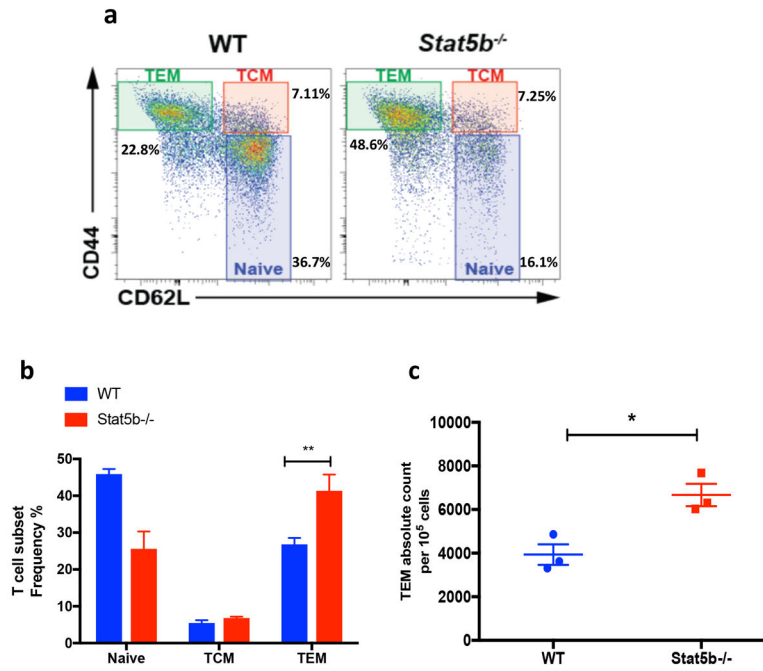 a
WT
Stat5b-/-
TEM
TCM
7.11%
22.8%
Naive
36.7%
TEM
TCM
7.25%
48.6%
16.1%
CD44
CD62L
b
WT
Stat5b-/-
T cell subset
Frequency %
50
40
30
20
10
0
**
Naive
TCM
TEM
c
TEM absolute count
per 10⁵ cells
10000
8000
6000
4000
2000
0
*
WT
Stat5b-/-